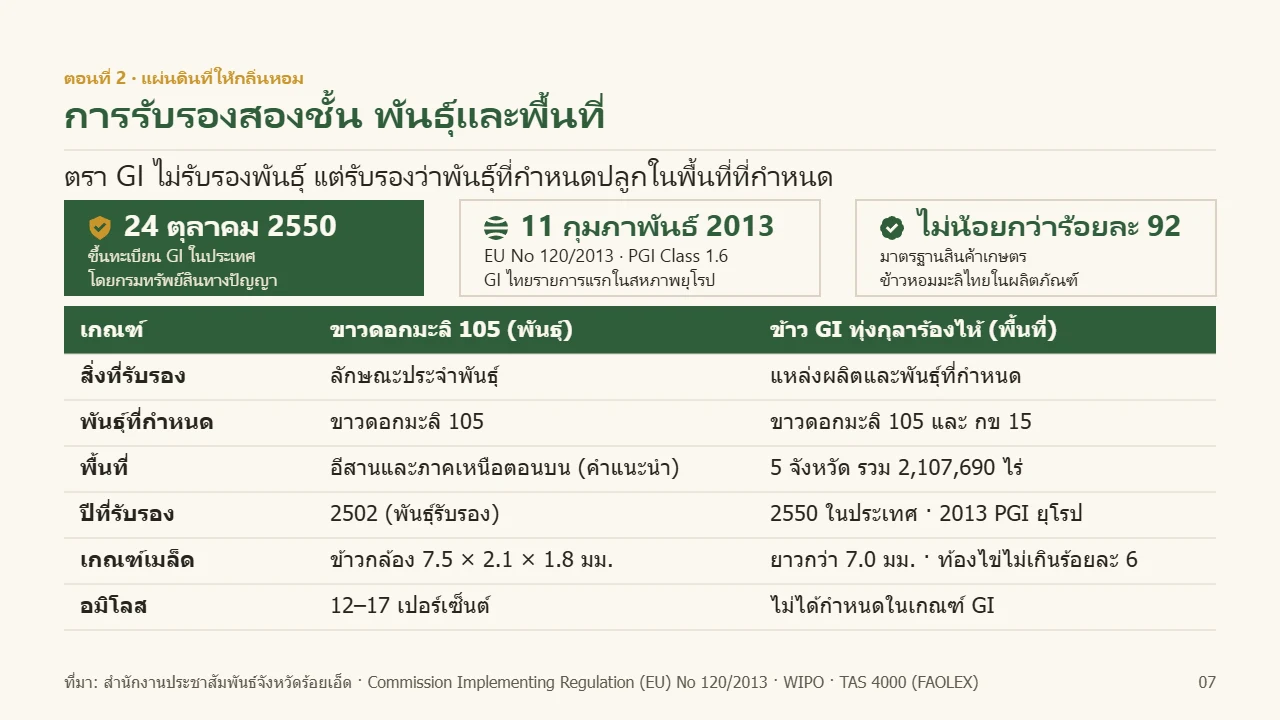 ตอนที่ 2 · แผ่นดินที่ให้กลิ่นหอม
การรับรองสองชั้น พันธุ์และพื้นที่
ตรา GI ไม่รับรองพันธุ์ แต่รับรองว่าพันธุ์ที่กำหนดปลูกในพื้นที่ที่กำหนด
24 ตุลาคม 2550
ขึ้นทะเบียน GI ในประเทศ
โดยกรมทรัพย์สินทางปัญญา
11 กุมภาพันธ์ 2013
EU No 120/2013 · PGI Class 1.6
GI ไทยรายการแรกในสหภาพยุโรป
ไม่น้อยกว่าร้อยละ 92
มาตรฐานสินค้าเกษตร
ข้าวหอมมะลิไทยในผลิตภัณฑ์
เกณฑ์ ขาวดอกมะลิ 105 (พันธุ์) ข้าว GI ทุ่งกุลาร้องไห้ (พื้นที่)
สิ่งที่รับรอง ลักษณะประจำพันธุ์ แหล่งผลิตและพันธุ์ที่กำหนด
พันธุ์ที่กำหนด ขาวดอกมะลิ 105 ขาวดอกมะลิ 105 และ กข 15
พื้นที่ อีสานและภาคเหนือตอนบน (คำแนะนำ) 5 จังหวัด รวม 2,107,690 ไร่
ปีที่รับรอง 2502 (พันธุ์รับรอง) 2550 ในประเทศ · 2013 PGI ยุโรป
เกณฑ์เมล็ด ข้าวกล้อง 7.5 × 2.1 × 1.8 มม. ยาวกว่า 7.0 มม. · ท้องไข่ไม่เกินร้อยละ 6
อมิโลส 12–17 เปอร์เซ็นต์ ไม่ได้กำหนดในเกณฑ์ GI
ที่มา: สำนักงานประชาสัมพันธ์จังหวัดร้อยเอ็ด · Commission Implementing Regulation (EU) No 120/2013 · WIPO · TAS 4000 (FAOLEX) 07